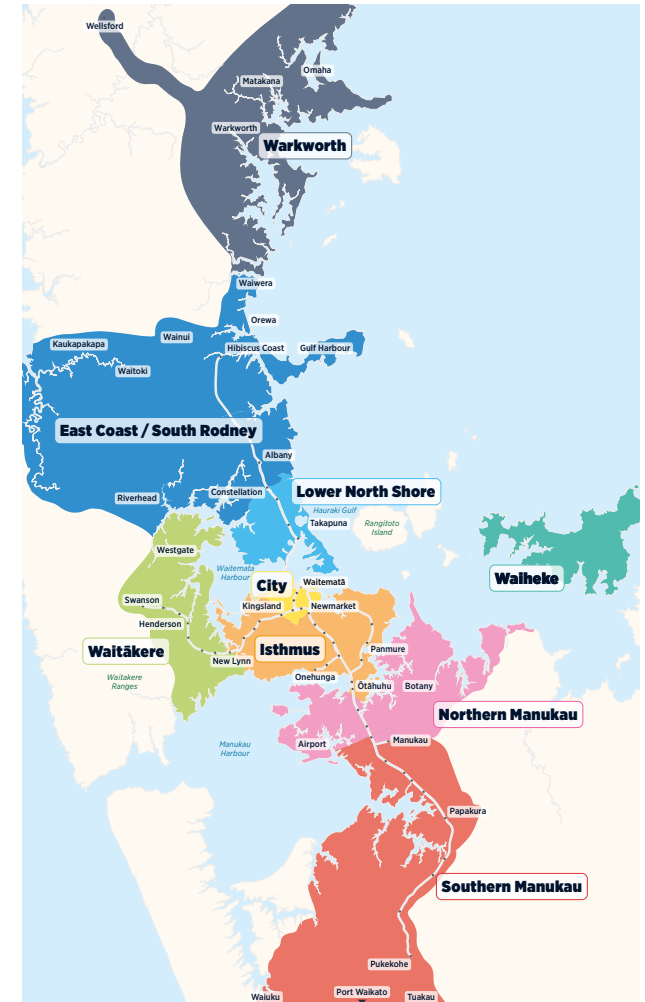 Wellsford
Omaha
Matakana
Warkworth
Warkworth
Waiwera
Orewa
Wainui
Kaukapakapa
Hibiscus Coast
Gulf Harbour
Waitoki
East Coast / South Rodney
Albany
Constellation
Lower North Shore
Riverhead
Hauraki Gulf
Takapuna
Rangitoto
Island
Westgate
Waitemata
Harbour
Waiheke
City
Waitematā
Swanson
Kingsland
Newmarket
Henderson
Waitākere
Isthmus
Panmure
New Lynn
Onehunga
Waitakere
Ranges
Ōtāhuhu
Botany
Northern Manukau
Manukau
Harbour
Airport
Manukau
Papakura
Southern Manukau
Pukekohe
Port Waikato
Waiuku
Tuakau